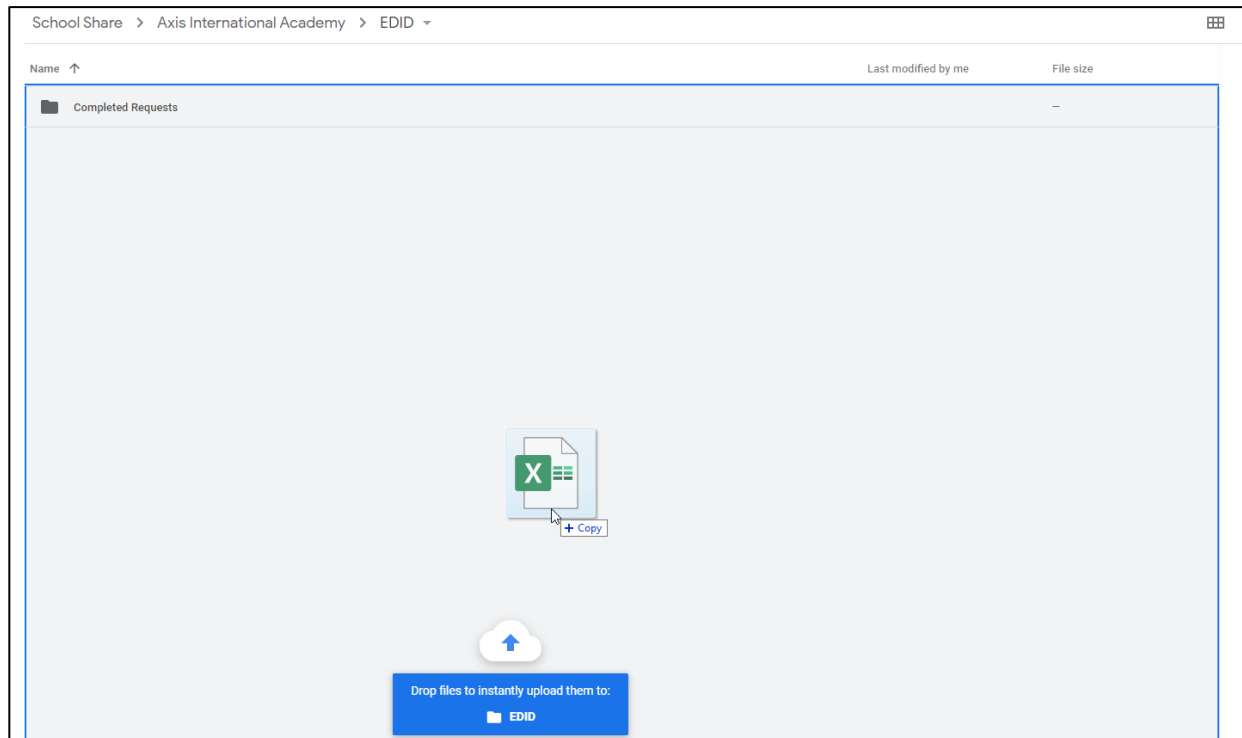 School Share > Axis International Academy > EDID
Name Last modified by me File size
Completed Requests –
X
+ Copy
Drop files to instantly upload them to:
EDID